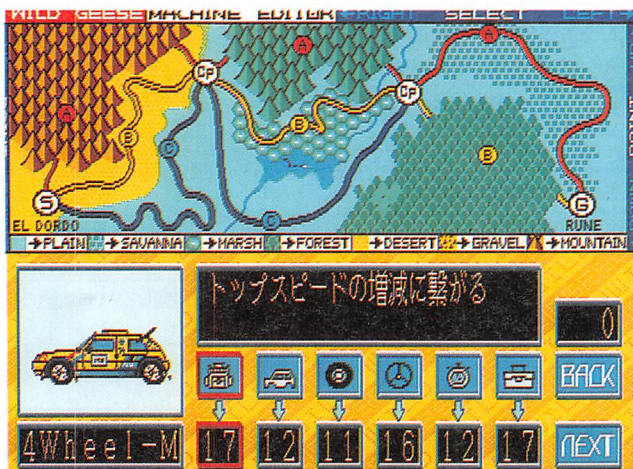 WILD GEESE MACHINE EDITOR ←RIGHT SELECT LEFT→
A
A
CP
CP
A
B
B
B
C
C
S
G
EL DORDO
RUNE
→PLAIN →SAVANNA →MARSH →FOREST →DESERT →GRAVEL →MOUNTAIN
トップスピードの増減に繋がる
0
BACK
4Wheel-M 17 12 11 16 12 17
NEXT